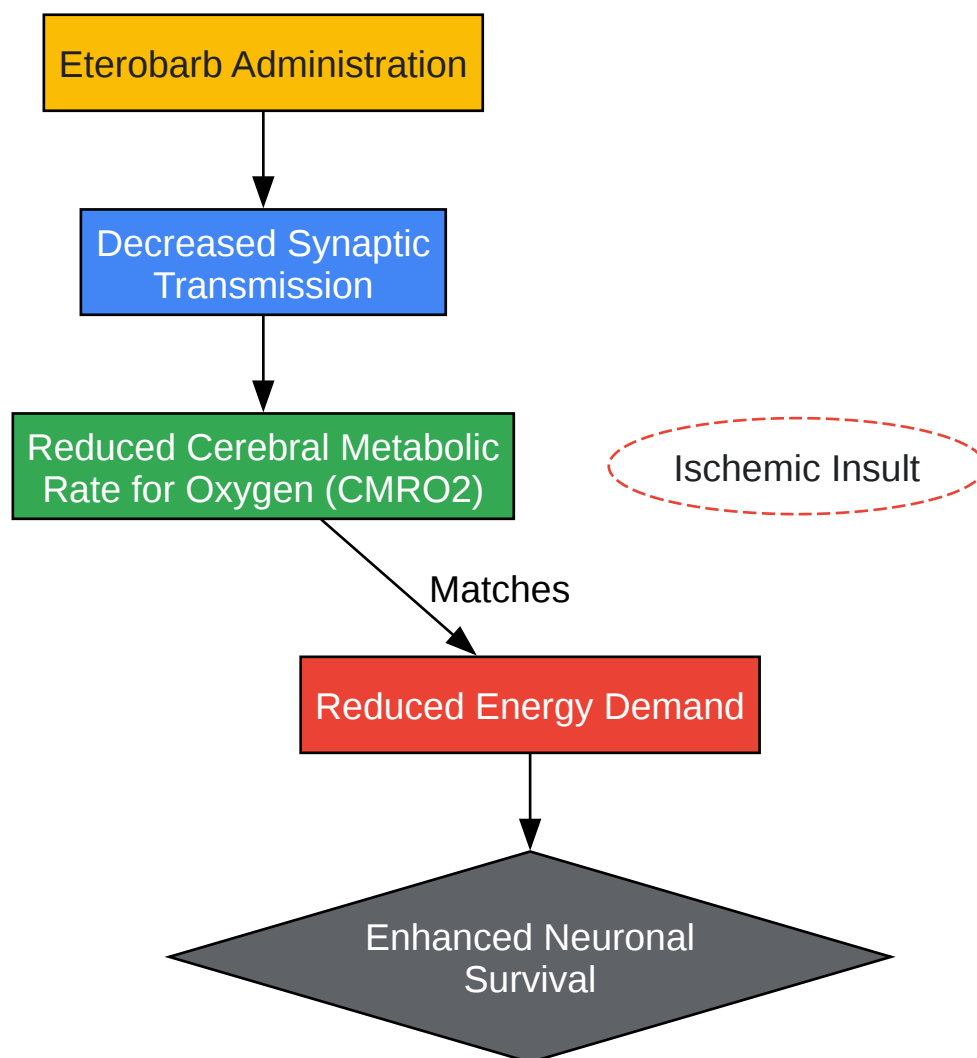 Eterobarb Administration
Decreased Synaptic
Transmission
Reduced Cerebral Metabolic
Rate for Oxygen (CMRO2)
Ischemic Insult
Matches
Reduced Energy Demand
Enhanced Neuronal
Survival